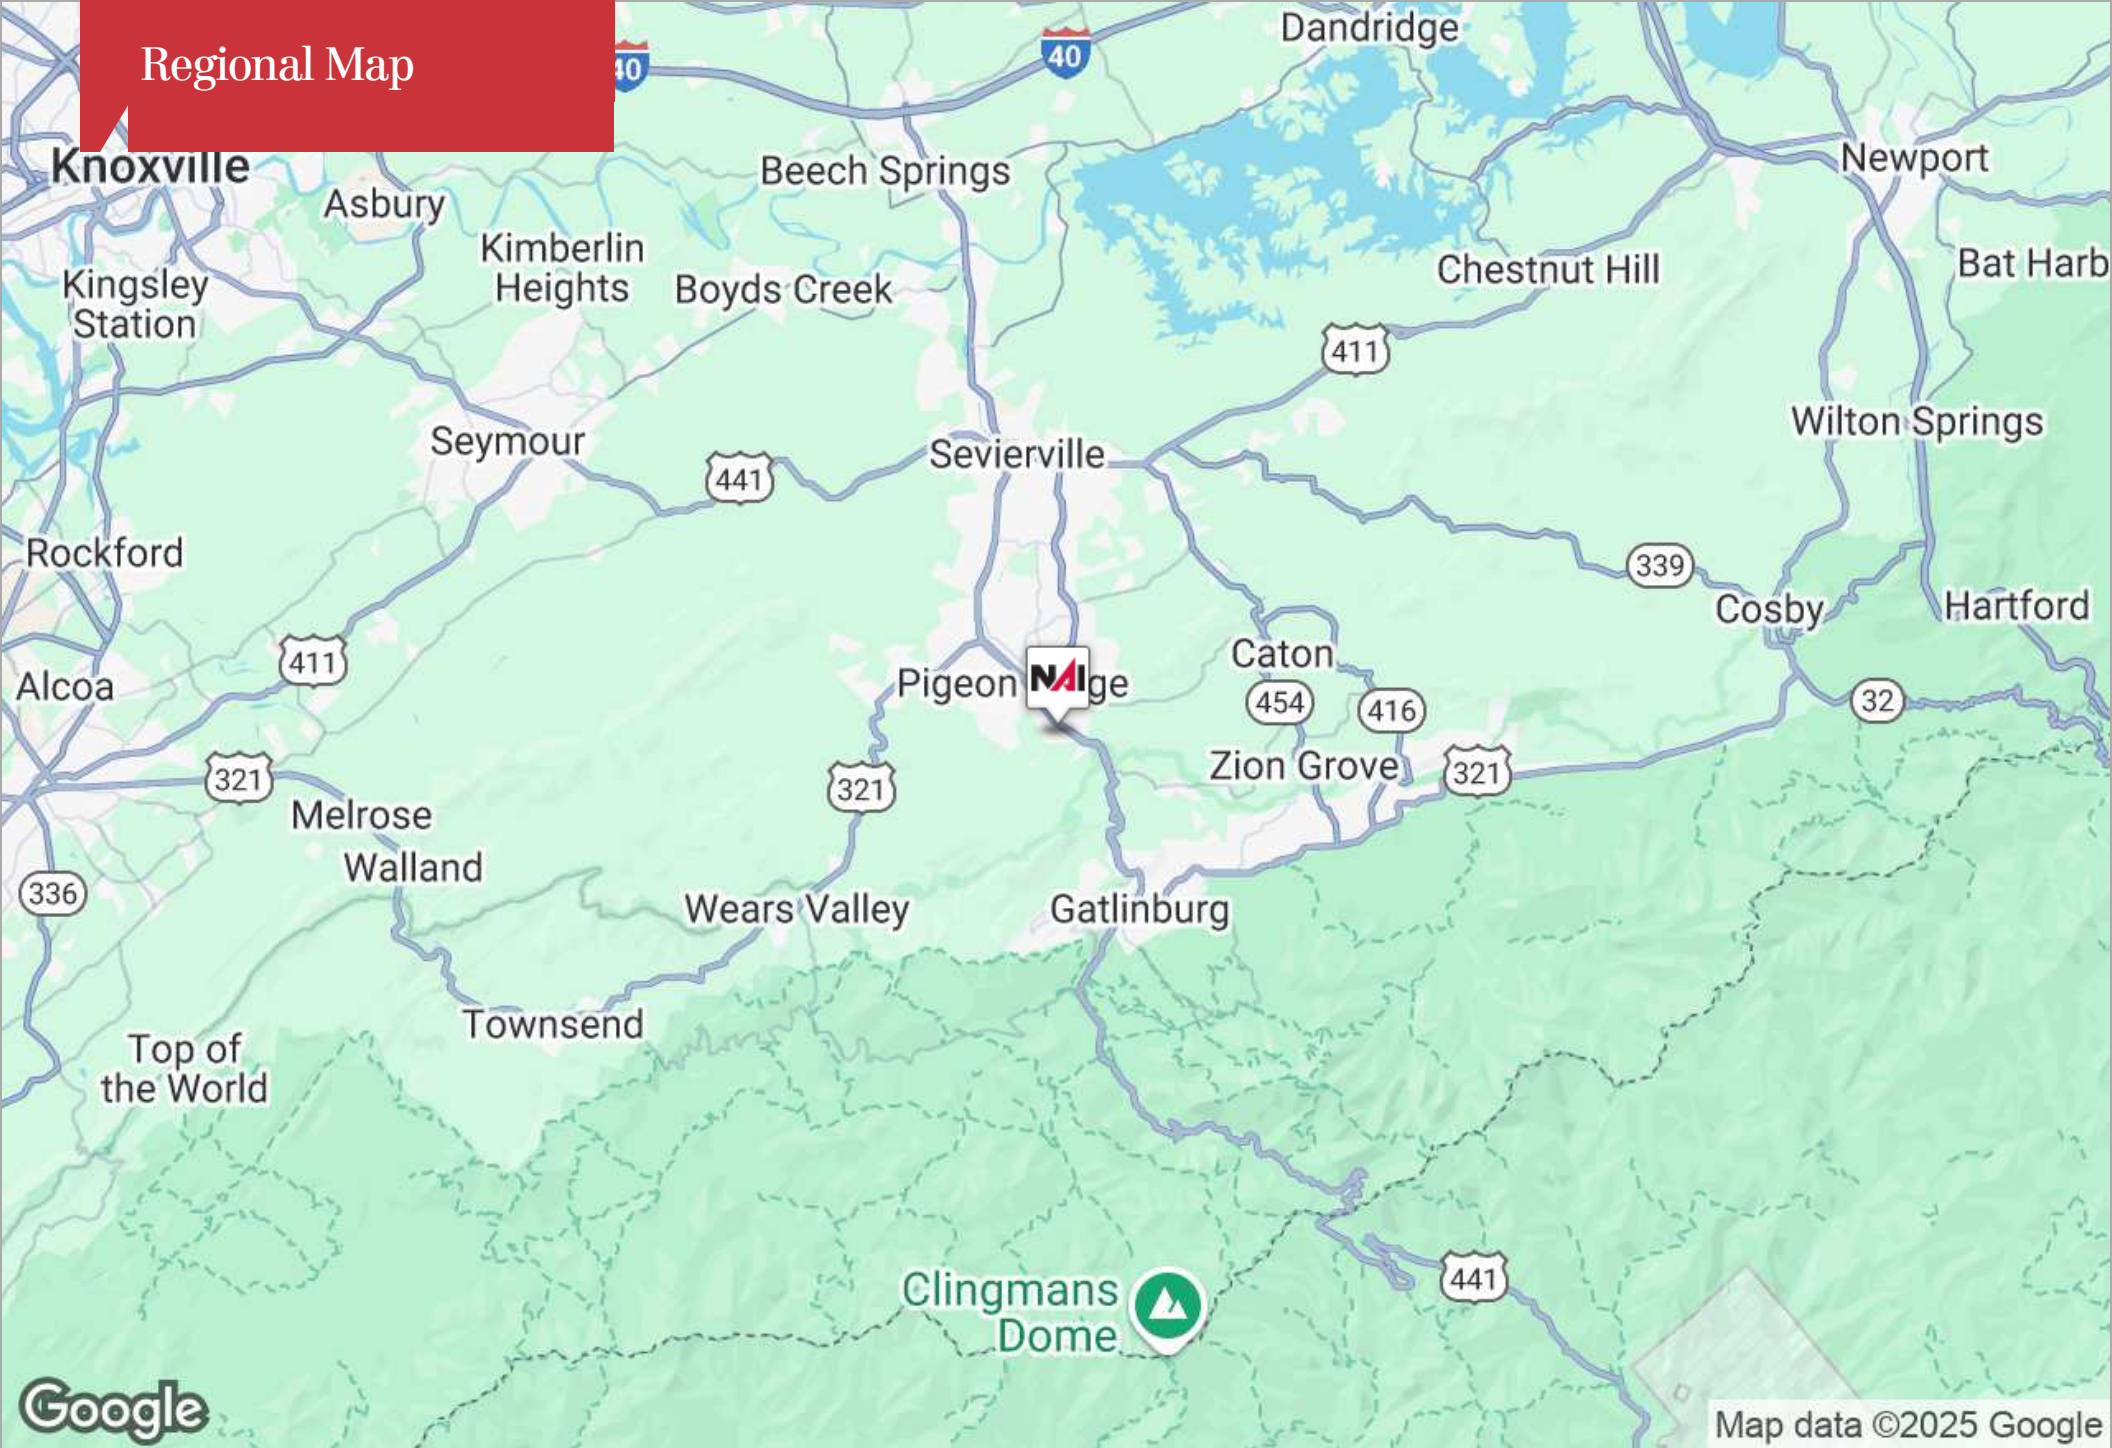 Regional Map
40
40
Dandridge
Knoxville
Asbury
Beech Springs
Newport
Kimberlin
Heights
Boyds Creek
Chestnut Hill
Bat Harb
Kingsley
Station
411
Seymour
441
Sevierville
Wilton Springs
Rockford
339
Cosby
Hartford
411
Alcoa
Pigeon
NAI
ge
Caton
454
416
32
321
321
Zion Grove
321
Melrose
Walland
336
Wears Valley
Gatlinburg
Townsend
Top of
the World
Clingmans
Dome
441
Google
Map data ©2025 Google